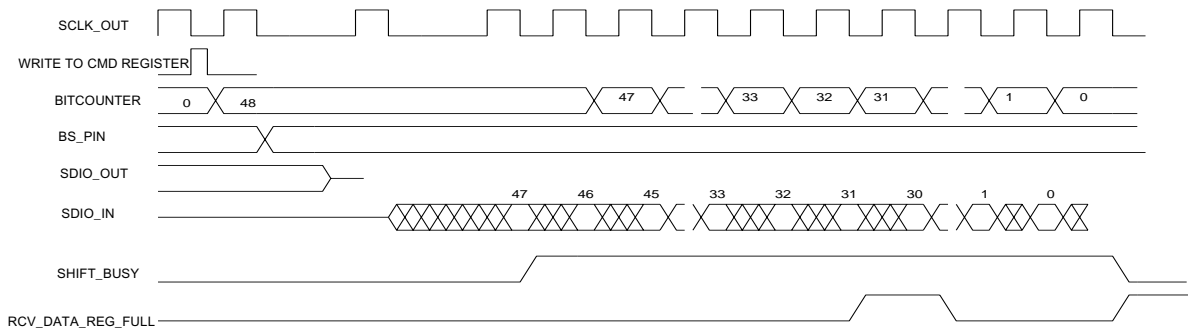 SCLK_OUT
WRITE TO CMD REGISTER
BITCOUNTER 0 48 47 33 32 31 1 0
BS_PIN
SDIO_OUT
47 46 45 33 32 31 30 1 0
SDIO_IN
SHIFT_BUSY
RCV_DATA_REG_FULL